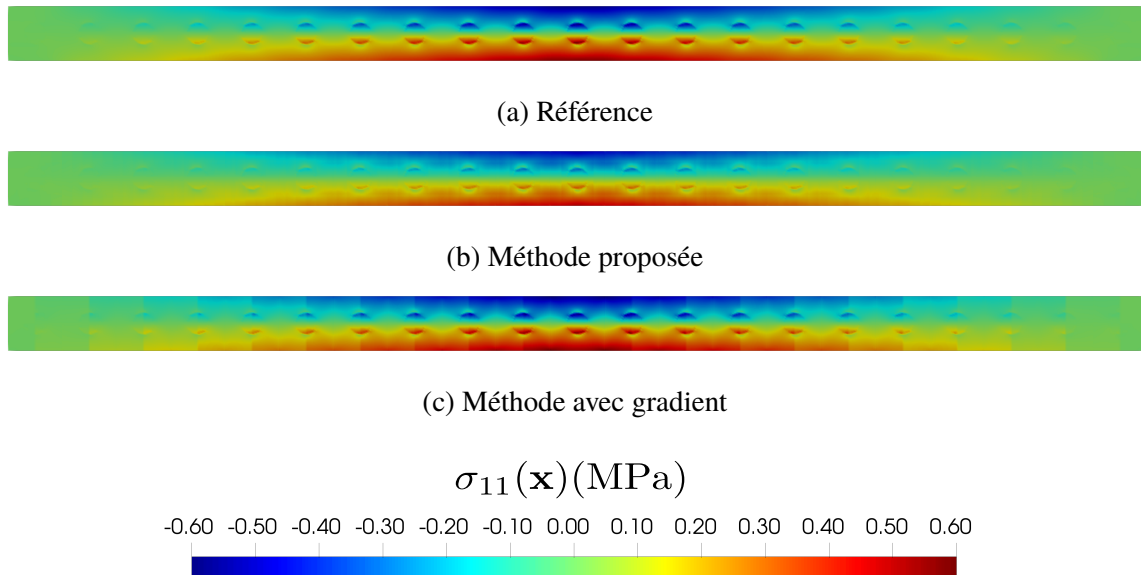 (a) Référence
(b) Méthode proposée
(c) Méthode avec gradient
σ₁₁(𝐱)(MPa)
-0.60 -0.50 -0.40 -0.30 -0.20 -0.10 0.00 0.10 0.20 0.30 0.40 0.50 0.60